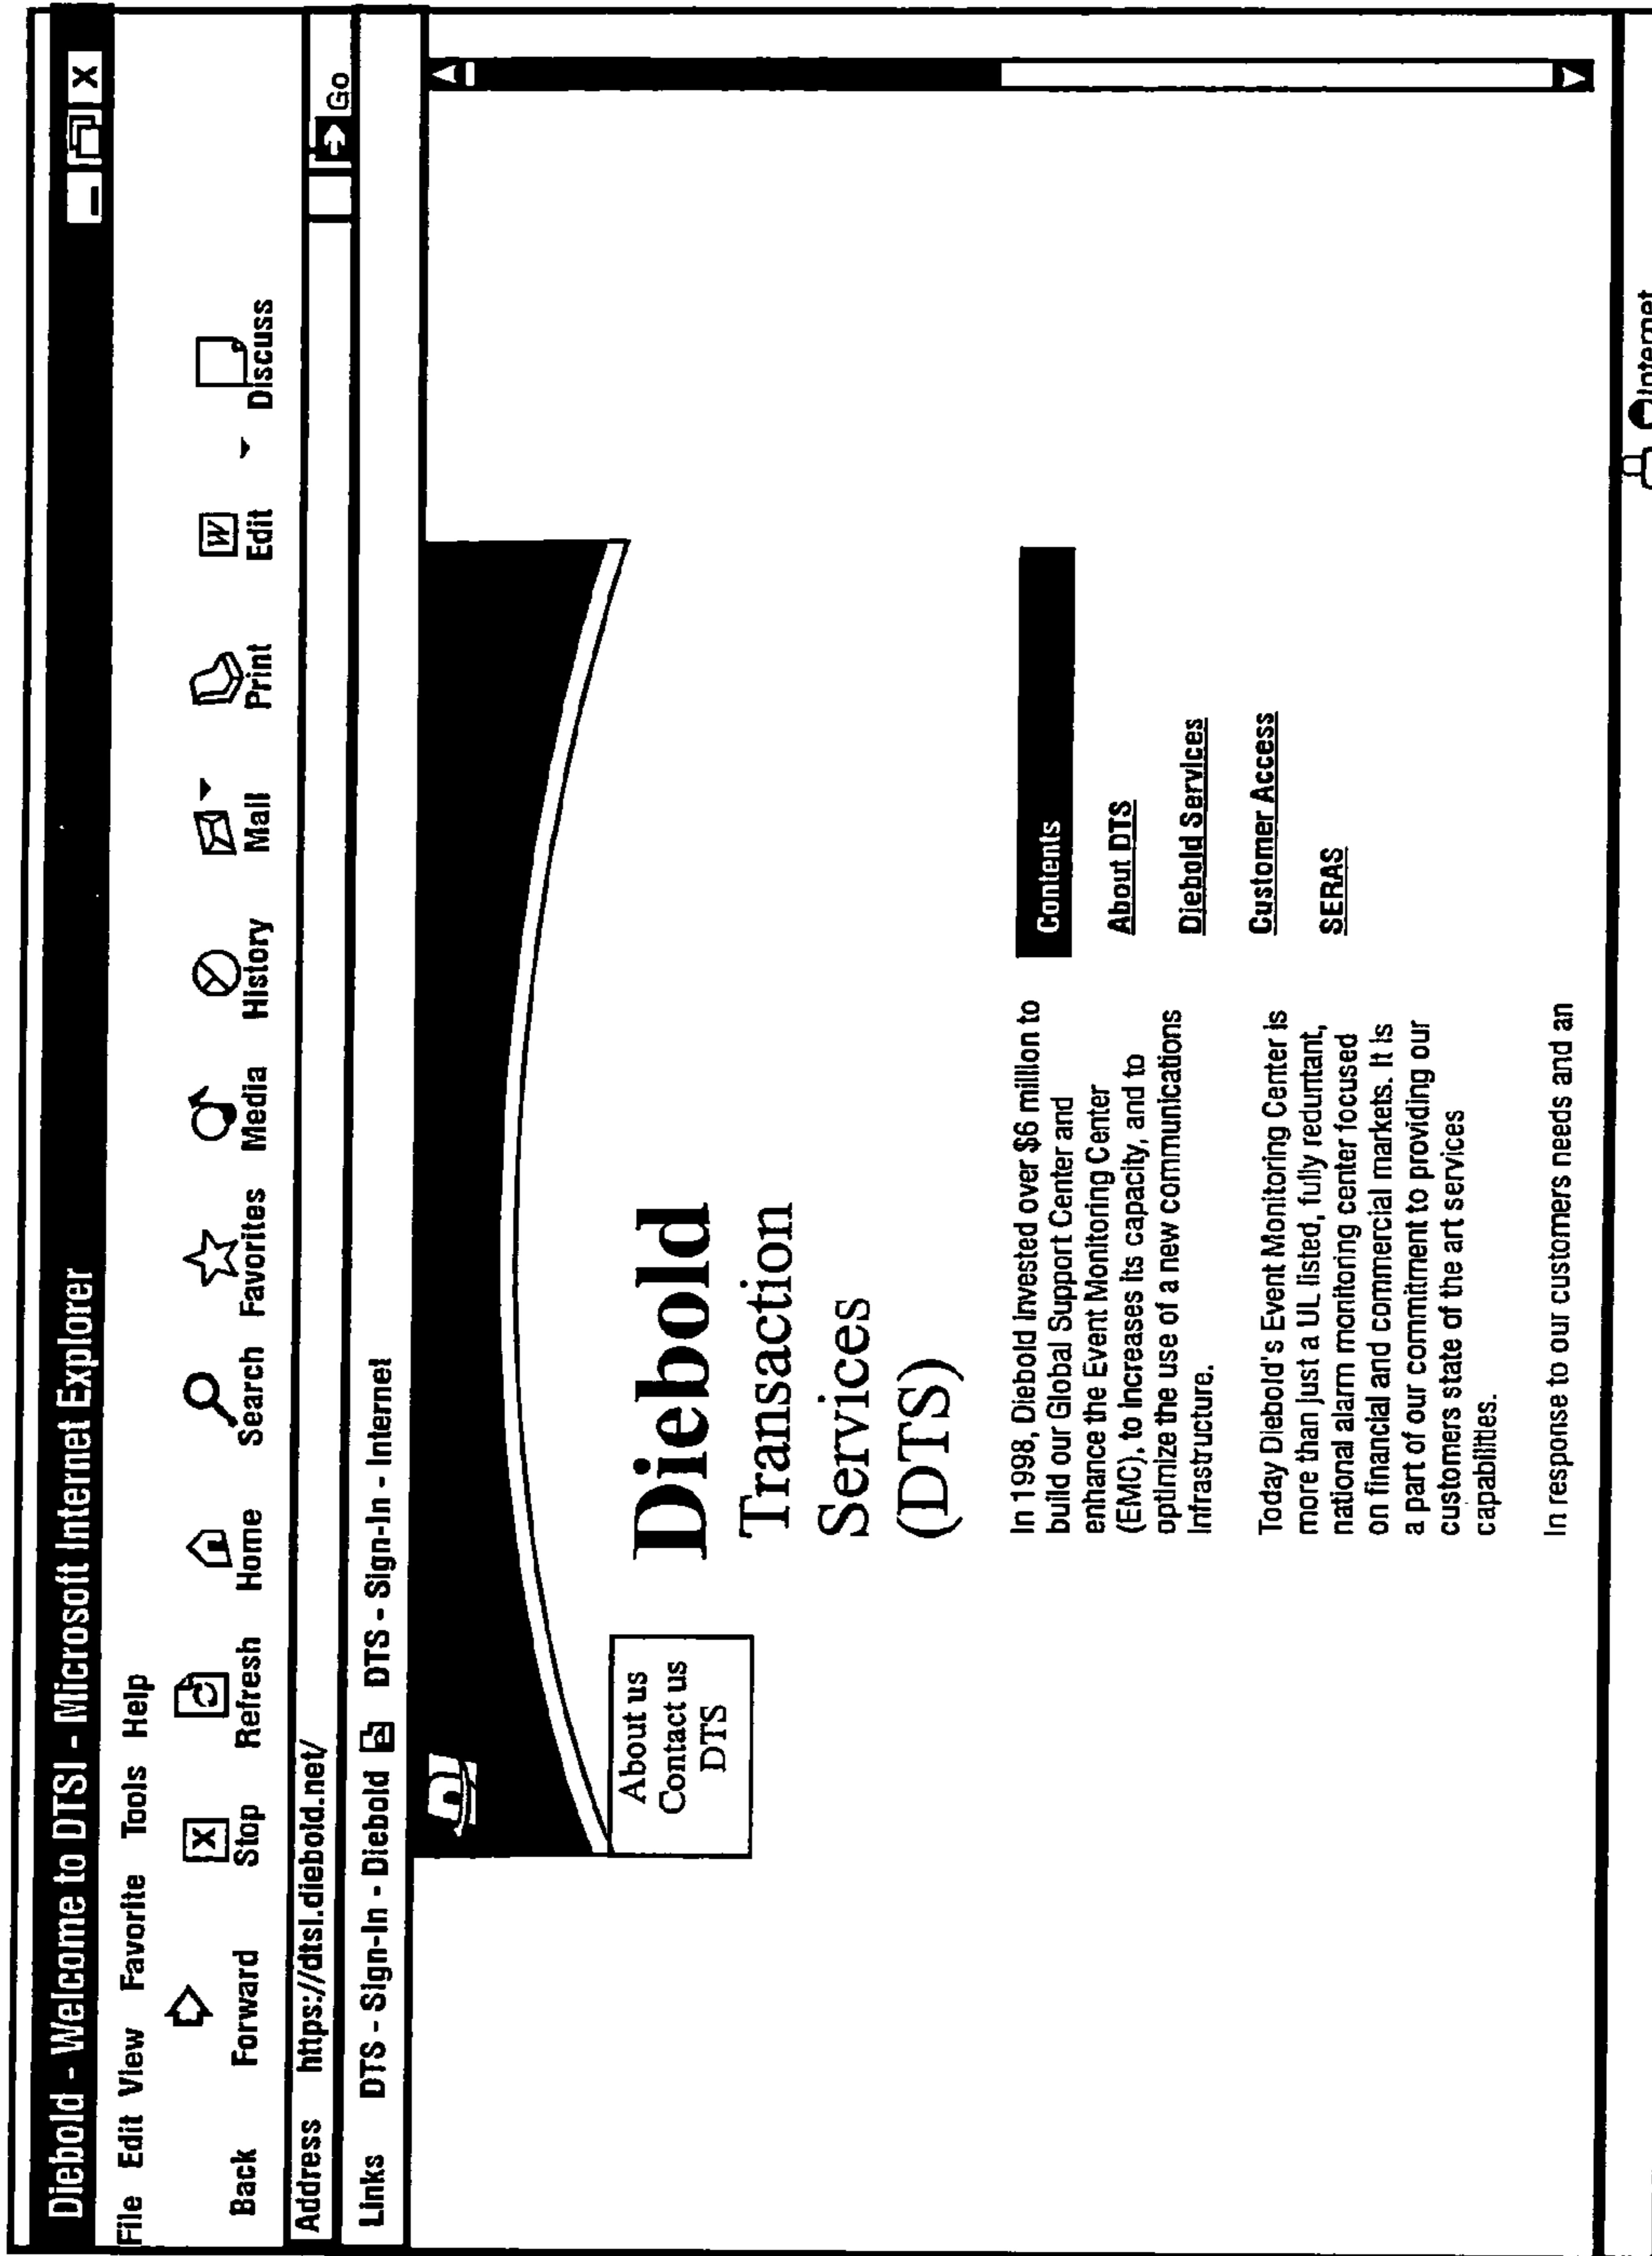 Diebold - Welcome to DTSI - Microsoft Internet Explorer
X
File Edit View Favorite Tools Help
Back Forward Stop Refresh Home Search Favorites Media History Mail Print Edit Discuss
W
X
Address https://dtsl.diebold.net/ Go
Links DTS - Sign-In - Diebold DTS - Sign-In - Internet
About us
Contact us
DTS
Diebold
Transaction
Services
(DTS)
In 1998, Diebold Invested over $6 million to
build our Global Support Center and
enhance the Event Monitoring Center
(EMC), to increases its capacity, and to
optimize the use of a new communications
Infrastructure.
Today Diebold's Event Monitoring Center is
more than just a UL listed, fully reduntant,
national alarm monitoring center focused
on financial and commercial markets. It is
a part of our commitment to providing our
customers state of the art services
capabilities.
In response to our customers needs and an
Contents
About DTS
Diebold Services
Customer Access
SERAS
Internet